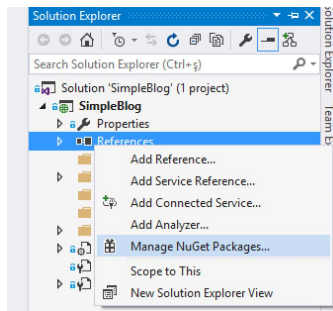 Solution Explorer
Search Solution Explorer (Ctrl+ş)
Solution 'SimpleBlog' (1 project)
SimpleBlog
Properties
References
Add Reference...
Add Service Reference...
Add Connected Service...
Add Analyzer...
Manage NuGet Packages...
Scope to This
New Solution Explorer View
Solution Explorer
Team